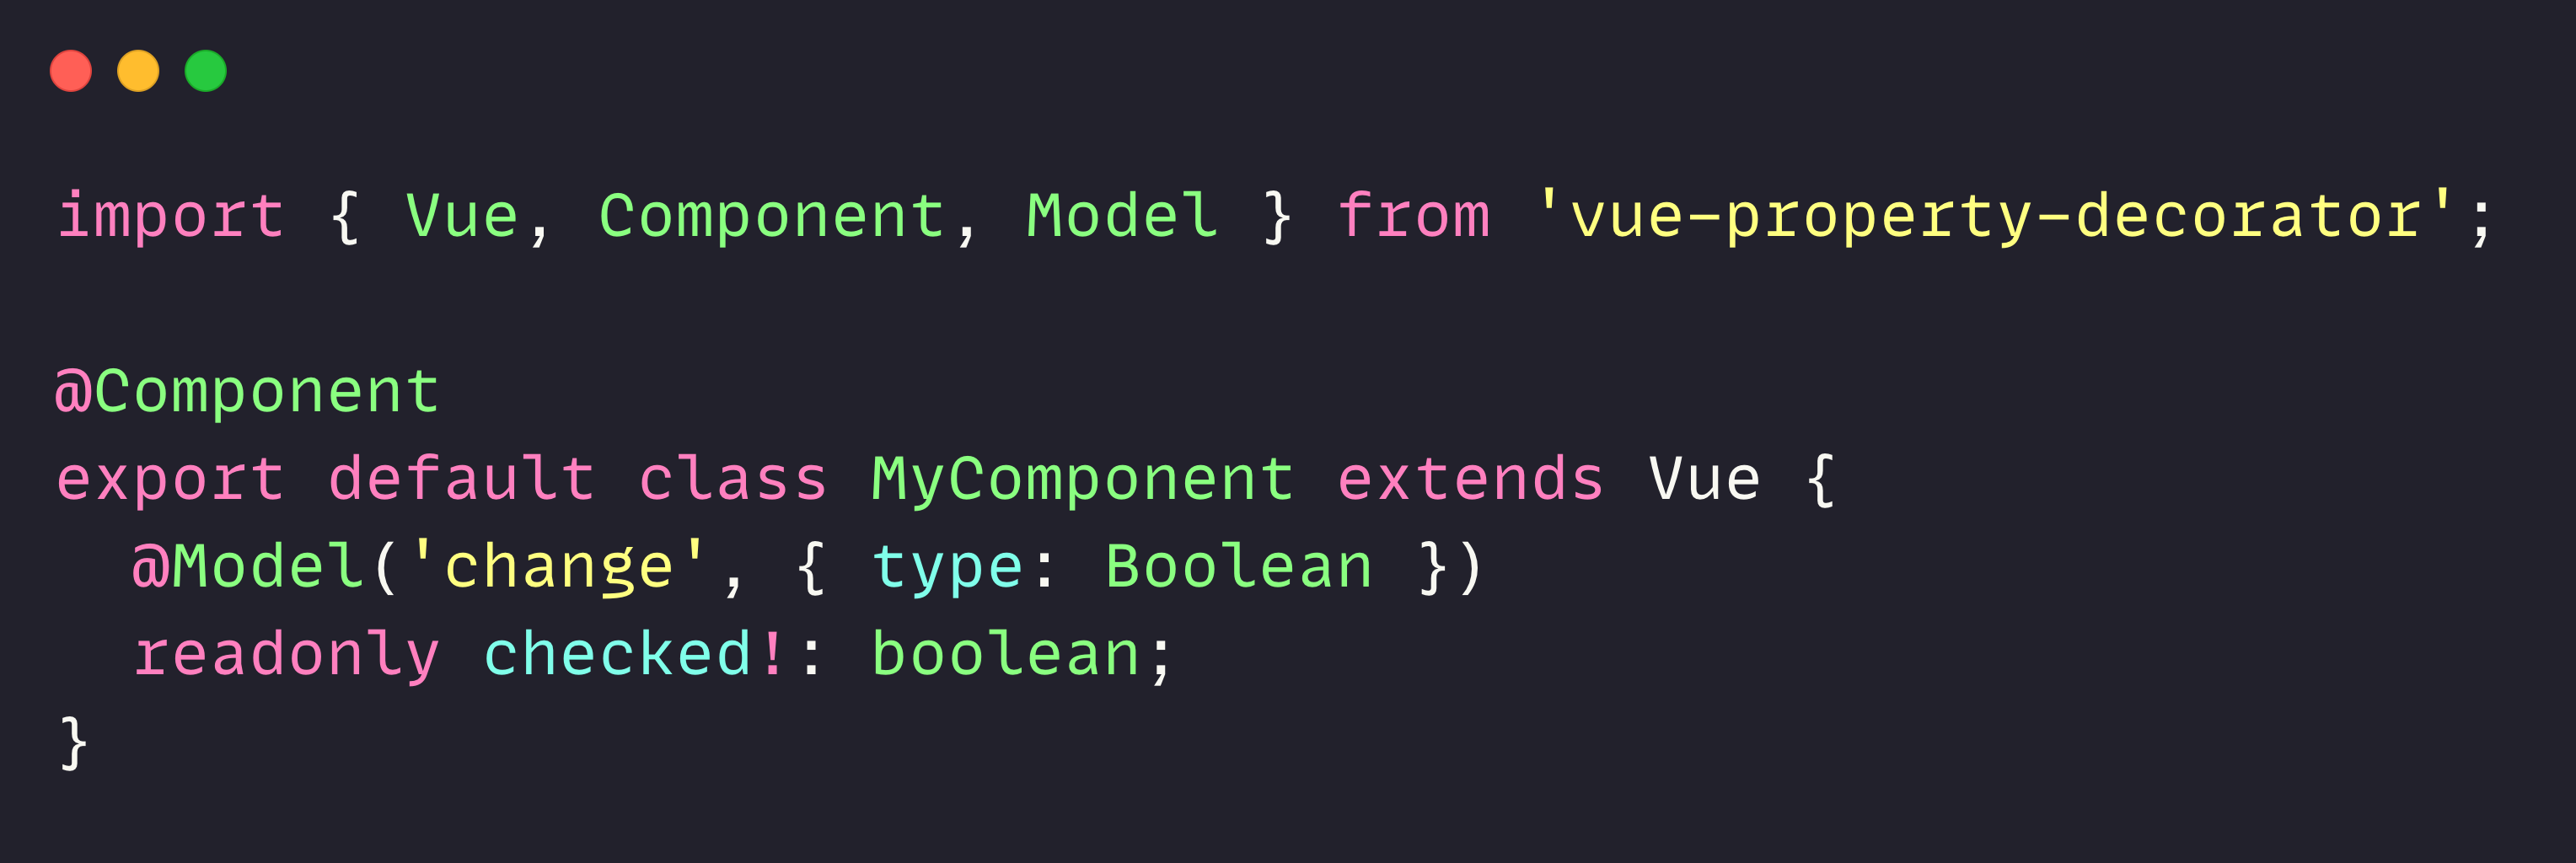 import { Vue, Component, Model } from 'vue-property-decorator';
@Component
export default class MyComponent extends Vue {
  @Model('change', { type: Boolean })
  readonly checked!: boolean;
}